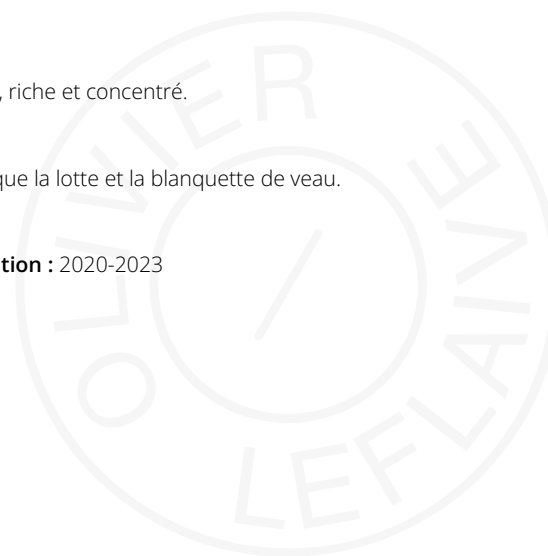 , riche et concentré.
que la lotte et la blanquette de veau.
tion : 2020-2023
OLIVIER
LEFLAIVE